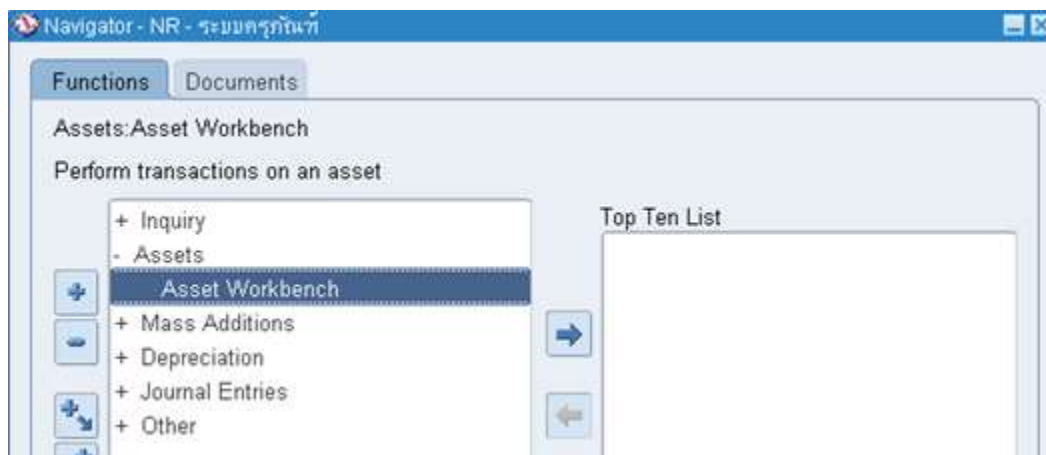 Navigator - NR - ระบบครุภัณฑ์
Functions Documents
Assets:Asset Workbench
Perform transactions on an asset
+ Inquiry
- Assets
Asset Workbench
+ Mass Additions
+ Depreciation
+ Journal Entries
+ Other
Top Ten List